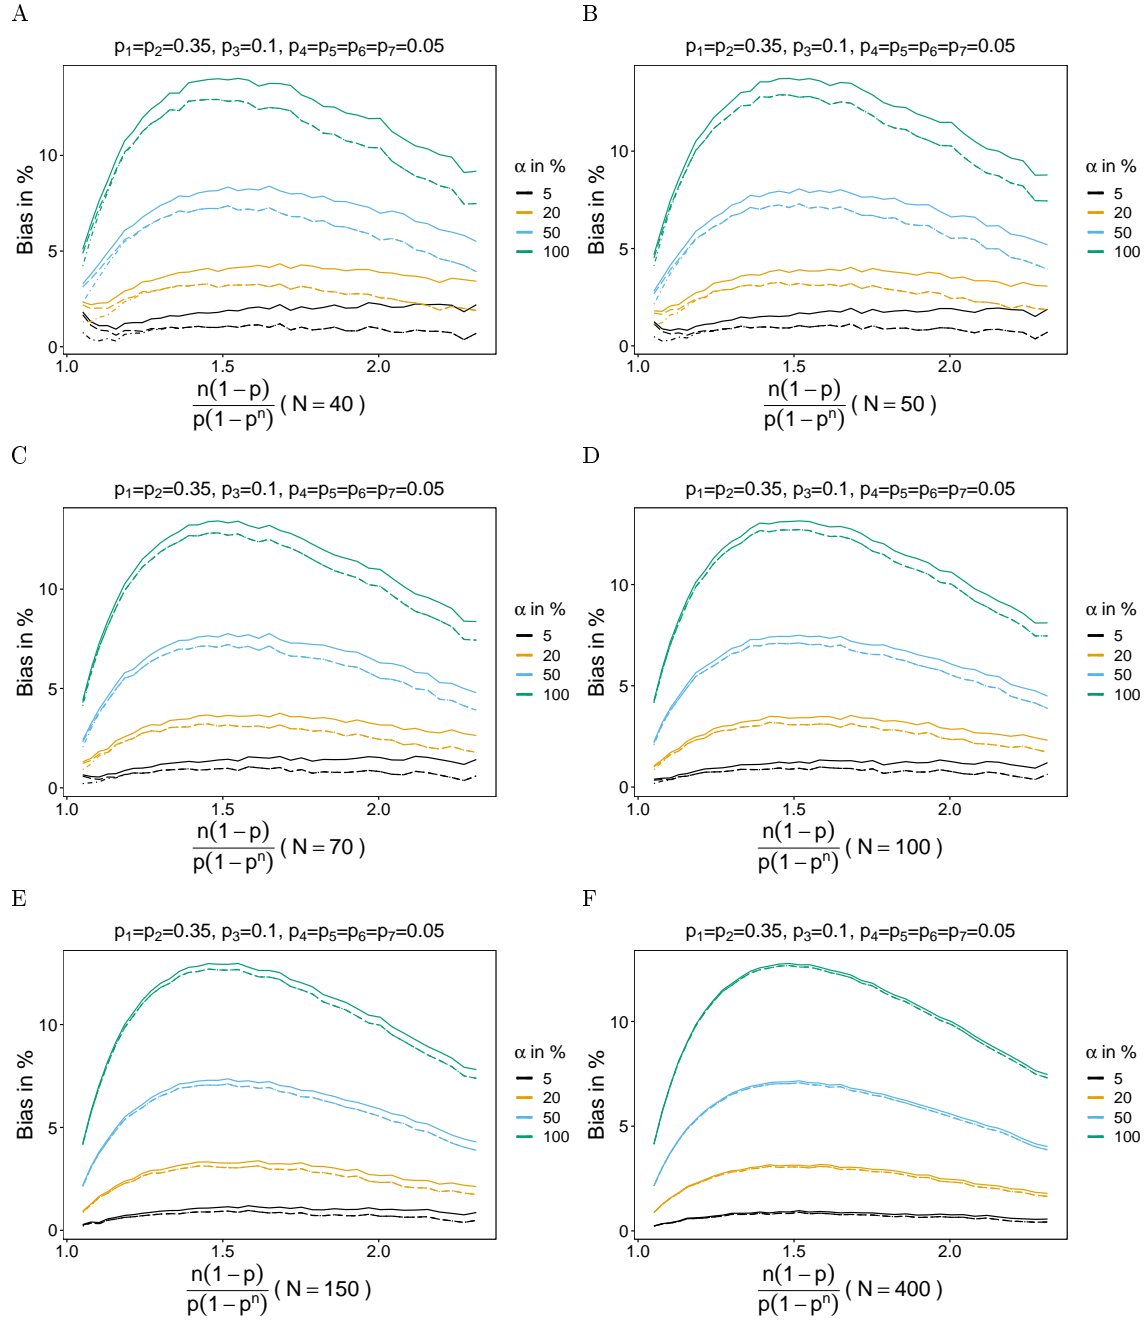 A
p₁=p₂=0.35, p₃=0.1, p₄=p₅=p₆=p₇=0.05
Bias in %
10
5
0
1.0 1.5 2.0
n(1−p)
p(1−pⁿ) ( N = 40 )
α in %
5
20
50
100
B
p₁=p₂=0.35, p₃=0.1, p₄=p₅=p₆=p₇=0.05
Bias in %
10
5
0
1.0 1.5 2.0
n(1−p)
p(1−pⁿ) ( N = 50 )
α in %
5
20
50
100
C
p₁=p₂=0.35, p₃=0.1, p₄=p₅=p₆=p₇=0.05
Bias in %
10
5
0
1.0 1.5 2.0
n(1−p)
p(1−pⁿ) ( N = 70 )
α in %
5
20
50
100
D
p₁=p₂=0.35, p₃=0.1, p₄=p₅=p₆=p₇=0.05
Bias in %
10
5
0
1.0 1.5 2.0
n(1−p)
p(1−pⁿ) ( N = 100 )
α in %
5
20
50
100
E
p₁=p₂=0.35, p₃=0.1, p₄=p₅=p₆=p₇=0.05
Bias in %
10
5
0
1.0 1.5 2.0
n(1−p)
p(1−pⁿ) ( N = 150 )
α in %
5
20
50
100
F
p₁=p₂=0.35, p₃=0.1, p₄=p₅=p₆=p₇=0.05
Bias in %
10
5
0
1.0 1.5 2.0
n(1−p)
p(1−pⁿ) ( N = 400 )
α in %
5
20
50
100